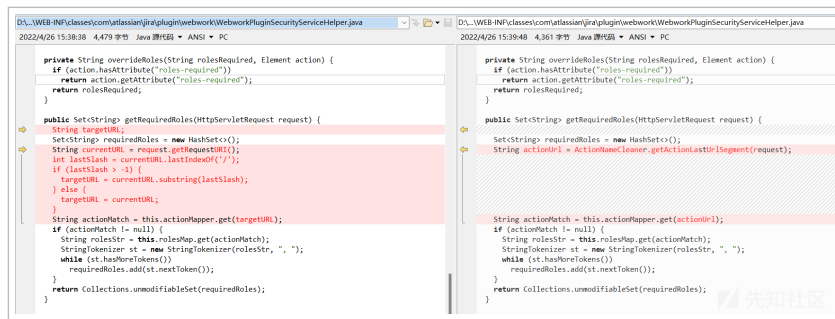 D:\...\WEB-INF\classes\com\atlassian\jira\plugin\webwork\WebworkPluginSecurityServiceHelper.java
2022/4/26 15:38:38 4,479 字节 Java 源代码 ▾ ANSI ▾ PC
private String overrideRoles(String rolesRequired, Element action) {
if (action.hasAttribute("roles-required"))
return action.getAttribute("roles-required");
return rolesRequired;
}
public Set<String> getRequiredRoles(HttpServletRequest request) {
String targetURL;
Set<String> requiredRoles = new HashSet<>();
String currentURL = request.getRequestURI();
int lastSlash = currentURL.lastIndexOf('/');
if (lastSlash > -1) {
targetURL = currentURL.substring(lastSlash);
} else {
targetURL = currentURL;
}
String actionMatch = this.actionMapper.get(targetURL);
if (actionMatch != null) {
String rolesStr = this.rolesMap.get(actionMatch);
StringTokenizer st = new StringTokenizer(rolesStr, ", ");
while (st.hasMoreTokens())
requiredRoles.add(st.nextToken());
}
return Collections.unmodifiableSet(requiredRoles);
}
D:\...\WEB-INF\classes\com\atlassian\jira\plugin\webwork\WebworkPluginSecurityServiceHelper.java
2022/4/26 15:39:48 4,361 字节 Java 源代码 ▾ ANSI ▾ PC
private String overrideRoles(String rolesRequired, Element action) {
if (action.hasAttribute("roles-required"))
return action.getAttribute("roles-required");
return rolesRequired;
}
public Set<String> getRequiredRoles(HttpServletRequest request) {
Set<String> requiredRoles = new HashSet<>();
String actionUrl = ActionNameCleaner.getActionLastUrlSegment(request);
String actionMatch = this.actionMapper.get(actionUrl);
if (actionMatch != null) {
String rolesStr = this.rolesMap.get(actionMatch);
StringTokenizer st = new StringTokenizer(rolesStr, ", ");
while (st.hasMoreTokens())
requiredRoles.add(st.nextToken());
}
return Collections.unmodifiableSet(requiredRoles);
}
先知社区